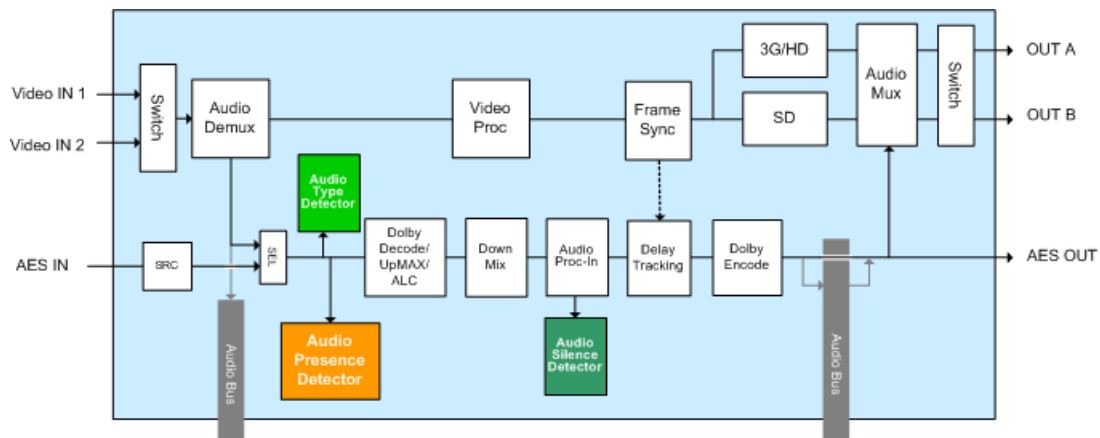 3G/HD
OUT A
Video IN 1
Switch
Audio
Demux
Video
Proc
Frame
Sync
SD
Audio
Mux
Switch
OUT B
Video IN 2
Audio
Type
Detector
AES IN
SRC
SEL
Dolby
Decode/
UpMAX/
ALC
Down
Mix
Audio
Proc-In
Delay
Tracking
Dolby
Encode
AES OUT
Audio Bus
Audio
Presence
Detector
Audio
Silence
Detector
Audio Bus